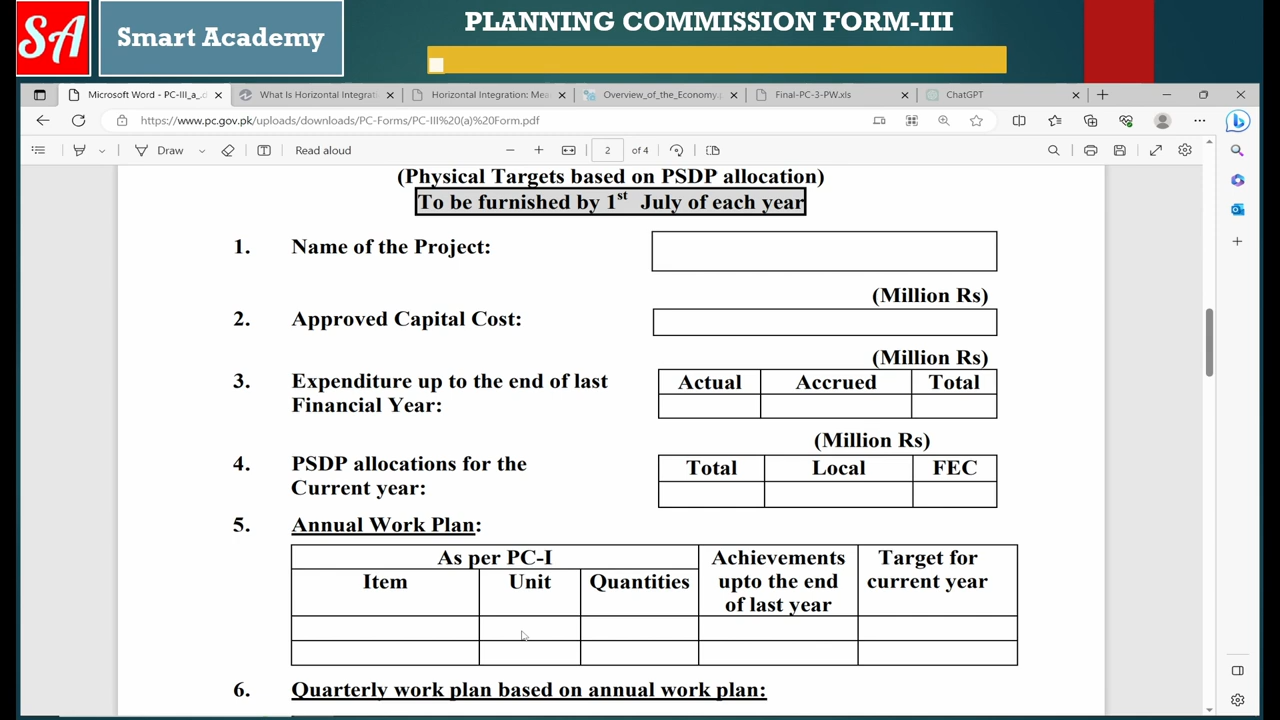 SA
Smart Academy
PLANNING COMMISSION FORM-III
Microsoft Word - PC-III_a_.d
What Is Horizontal Integrati
Horizontal Integration: Mea
Overview_of_the_Economy.p
Final-PC-3-PW.xls
ChatGPT
https://www.pc.gov.pk/uploads/downloads/PC-Forms/PC-III%20(a)%20Form.pdf
Draw
Read aloud
2 of 4
(Physical Targets based on PSDP allocation)
To be furnished by 1st July of each year
1. Name of the Project:
(Million Rs)
2. Approved Capital Cost:
(Million Rs)
3. Expenditure up to the end of last
Financial Year:
Actual Accrued Total
(Million Rs)
4. PSDP allocations for the
Current year:
Total Local FEC
5. Annual Work Plan:
As per PC-I
Item Unit Quantities
Achievements
upto the end
of last year
Target for
current year
6. Quarterly work plan based on annual work plan: